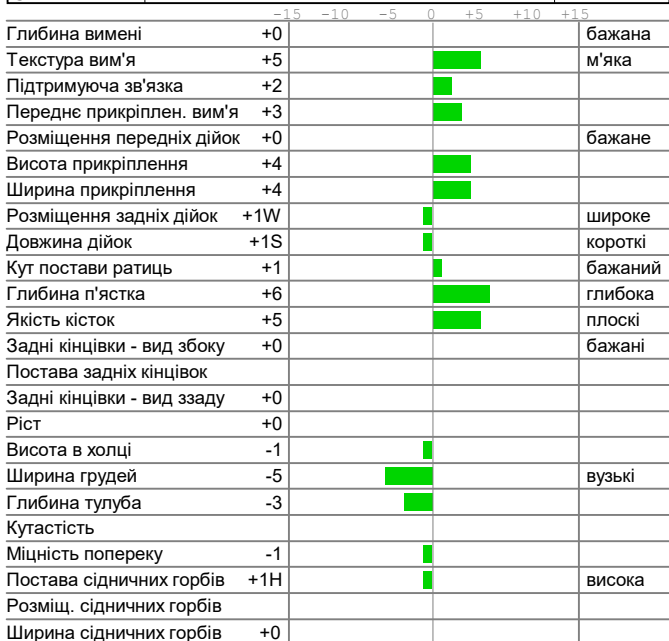 -15 -10 -5 0 +5 +10 +15
Глибина вимені +0 бажана
Текстура вим'я +5 м'яка
Підтримуюча зв'язка +2
Переднє прикріплен. вим'я +3
Розміщення передніх дійок +0 бажане
Висота прикріплення +4
Ширина прикріплення +4
Розміщення задніх дійок +1W широке
Довжина дійок +1S короткі
Кут постави ратиць +1 бажаний
Глибина п'ястка +6 глибока
Якість кісток +5 плоскі
Задні кінцівки - вид збоку +0 бажані
Постава задніх кінцівок
Задні кінцівки - вид ззаду +0
Ріст +0
Висота в холці -1
Ширина грудей -5 вузькі
Глибина тулуба -3
Кутастість
Міцність попереку -1
Постава сідничних горбів +1H висока
Розміщ. сідничних горбів
Ширина сідничних горбів +0